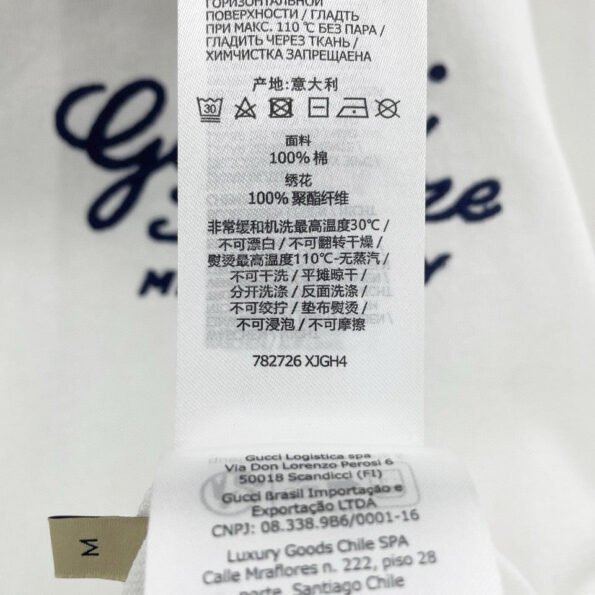 ГОРИЗОНТАЛЬНОЙ
ПОВЕРХНОСТИ / ГЛАДТЬ
ПРИ МАКС. 110 °C БЕЗ ПАРА /
ГЛАДИТЬ ЧЕРЕЗ ТКАНЬ /
ХИМЧИСТКА ЗАПРЕЩЕНА
产地:意大利
30
面料
100% 棉
绣花
100% 聚酯纤维
非常缓和机洗最高温度30℃ /
不可漂白 / 不可翻转干燥 /
熨烫最高温度110℃-无蒸汽 /
不可干洗 / 平摊晾干 /
分开洗涤 / 反面洗涤 /
不可绞拧 / 垫布熨烫 /
不可浸泡 / 不可摩擦
782726 XJGH4
Gucci Logistica spa
Via Don Lorenzo Perosi 6
50018 Scandicci (FI)
Gucci Brasil Importação e
Exportação LTDA
CNPJ: 08.338.9B6/0001-16
Luxury Goods Chile SPA
Calle Miraflores n. 222, piso 28
Santiago Chile
M